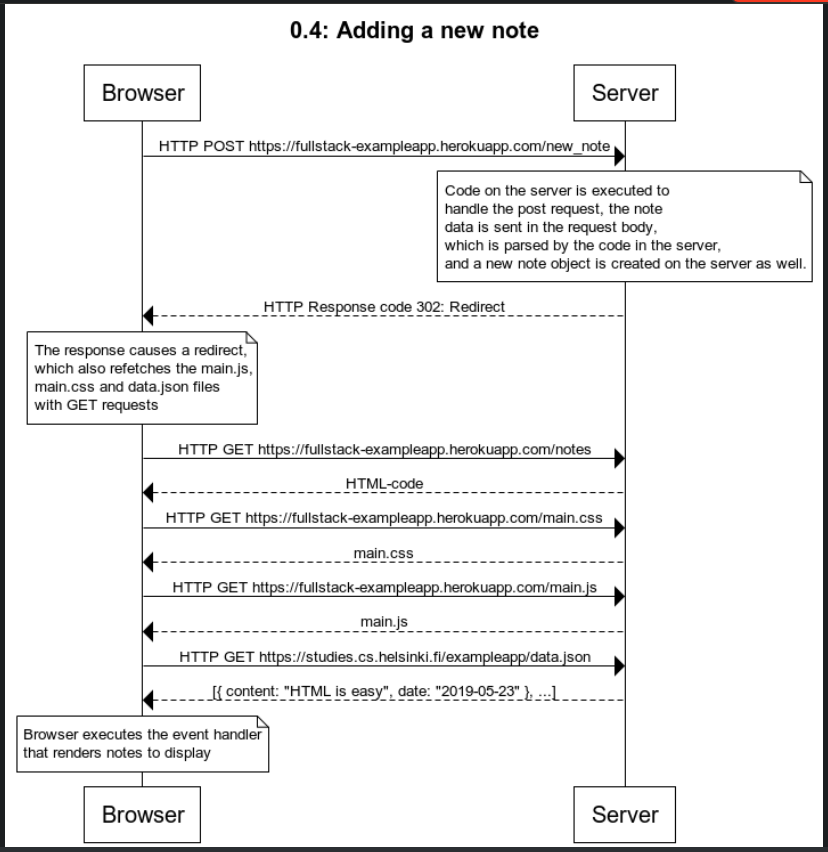 0.4: Adding a new note
Browser
Server
HTTP POST https://fullstack-exampleapp.herokuapp.com/new_note
Code on the server is executed to
handle the post request, the note
data is sent in the request body,
which is parsed by the code in the server,
and a new note object is created on the server as well.
HTTP Response code 302: Redirect
The response causes a redirect,
which also refetches the main.js,
main.css and data.json files
with GET requests
HTTP GET https://fullstack-exampleapp.herokuapp.com/notes
HTML-code
HTTP GET https://fullstack-exampleapp.herokuapp.com/main.css
main.css
HTTP GET https://fullstack-exampleapp.herokuapp.com/main.js
main.js
HTTP GET https://studies.cs.helsinki.fi/exampleapp/data.json
[{ content: "HTML is easy", date: "2019-05-23" }, ...]
Browser executes the event handler
that renders notes to display
Browser
Server